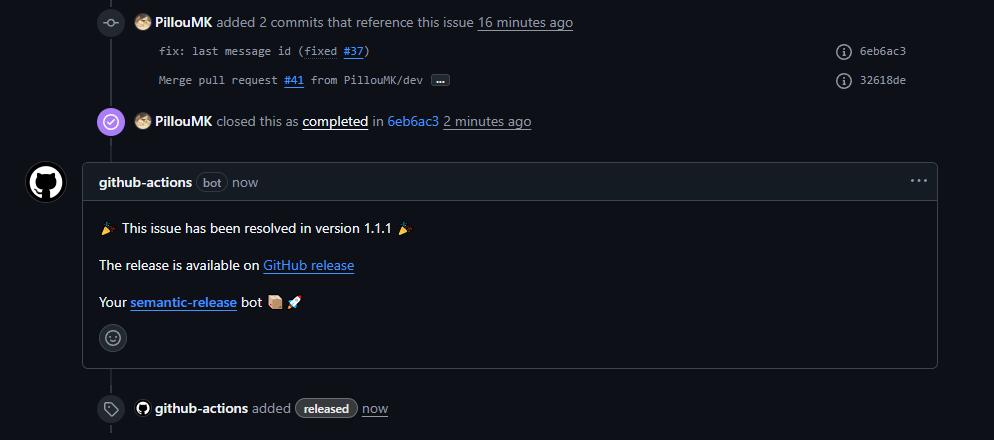 PillouMK added 2 commits that reference this issue 16 minutes ago
fix: last message id (fixed #37) 6eb6ac3
Merge pull request #41 from PillouMK/dev ... 32618de
PillouMK closed this as completed in 6eb6ac3 2 minutes ago
github-actions bot now
🎉 This issue has been resolved in version 1.1.1 🎉
The release is available on GitHub release
Your semantic-release bot 📦🚀
github-actions added released now